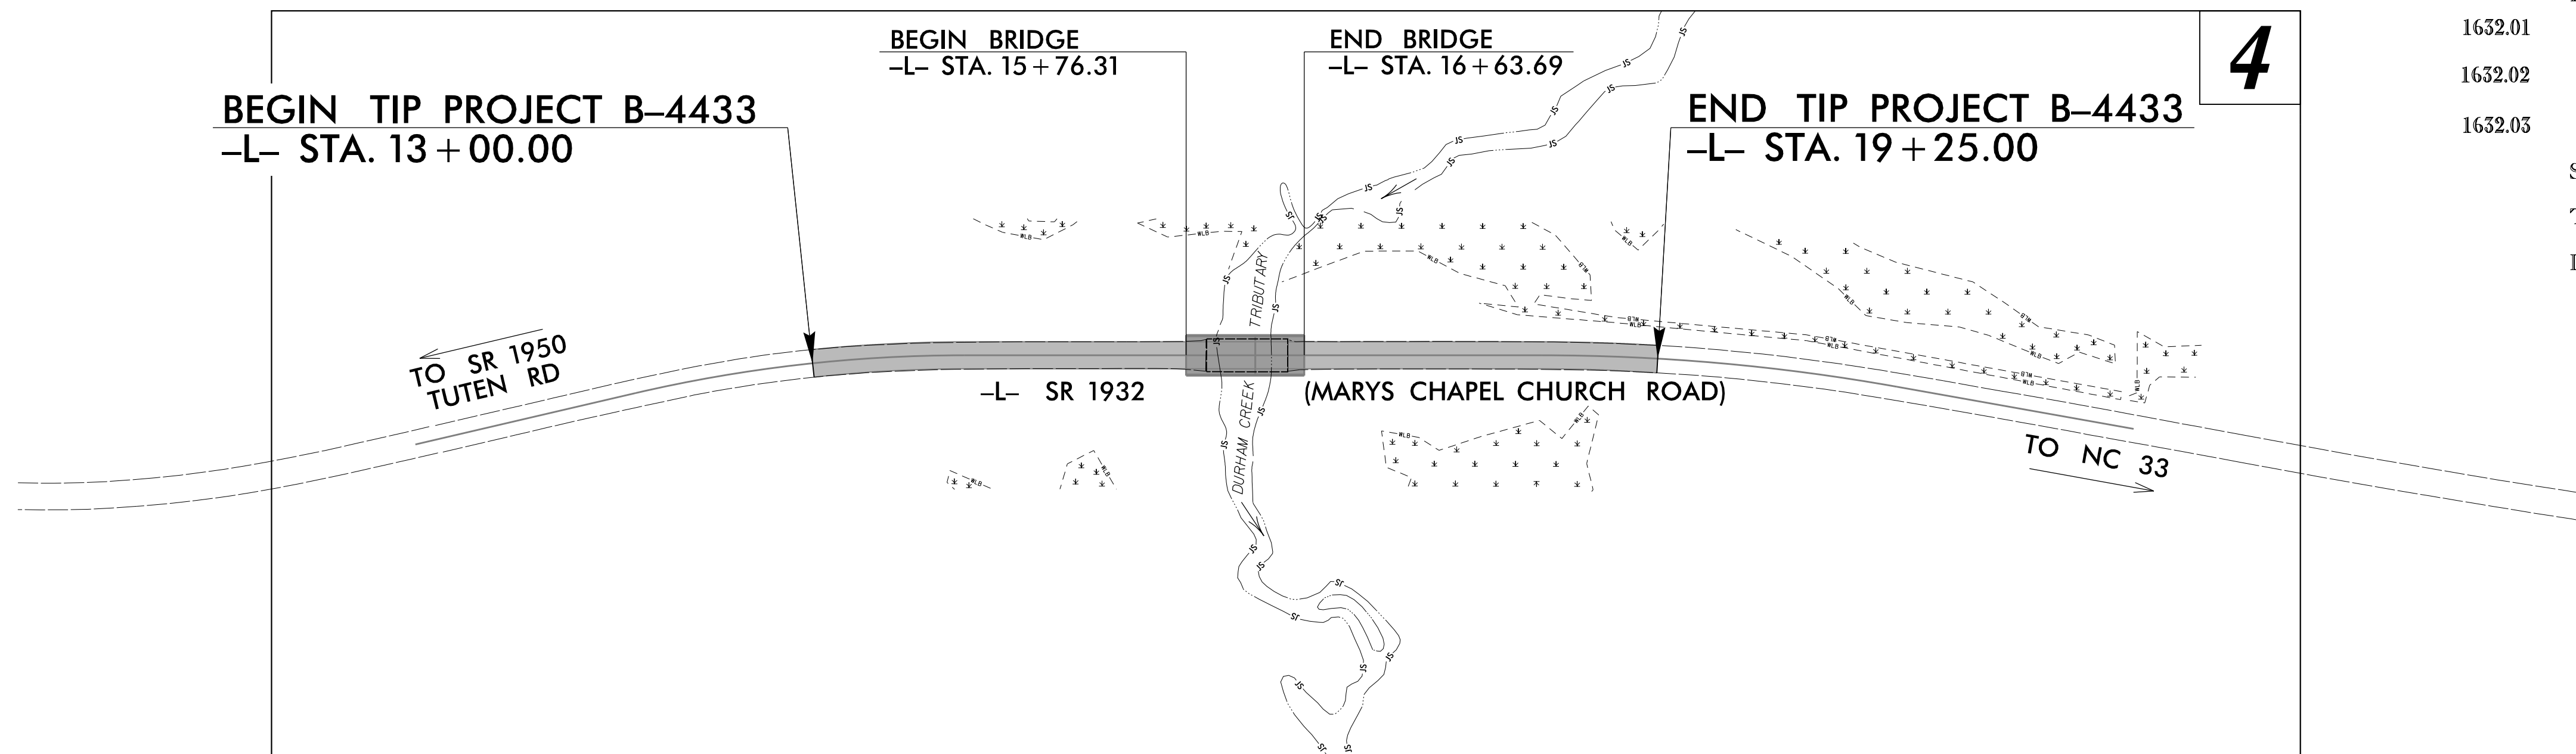 BEGIN BRIDGE
–L– STA. 15+76.31
END BRIDGE
–L– STA. 16+63.69
4
1632.01
1632.02
1632.03
BEGIN TIP PROJECT B–4433
–L– STA. 13+00.00
END TIP PROJECT B–4433
–L– STA. 19+25.00
TO SR 1950
TUTEN RD
DURHAM CREEK TRIBUTARY
–L– SR 1932 (MARYS CHAPEL CHURCH ROAD)
TO NC 33
JS
WLB